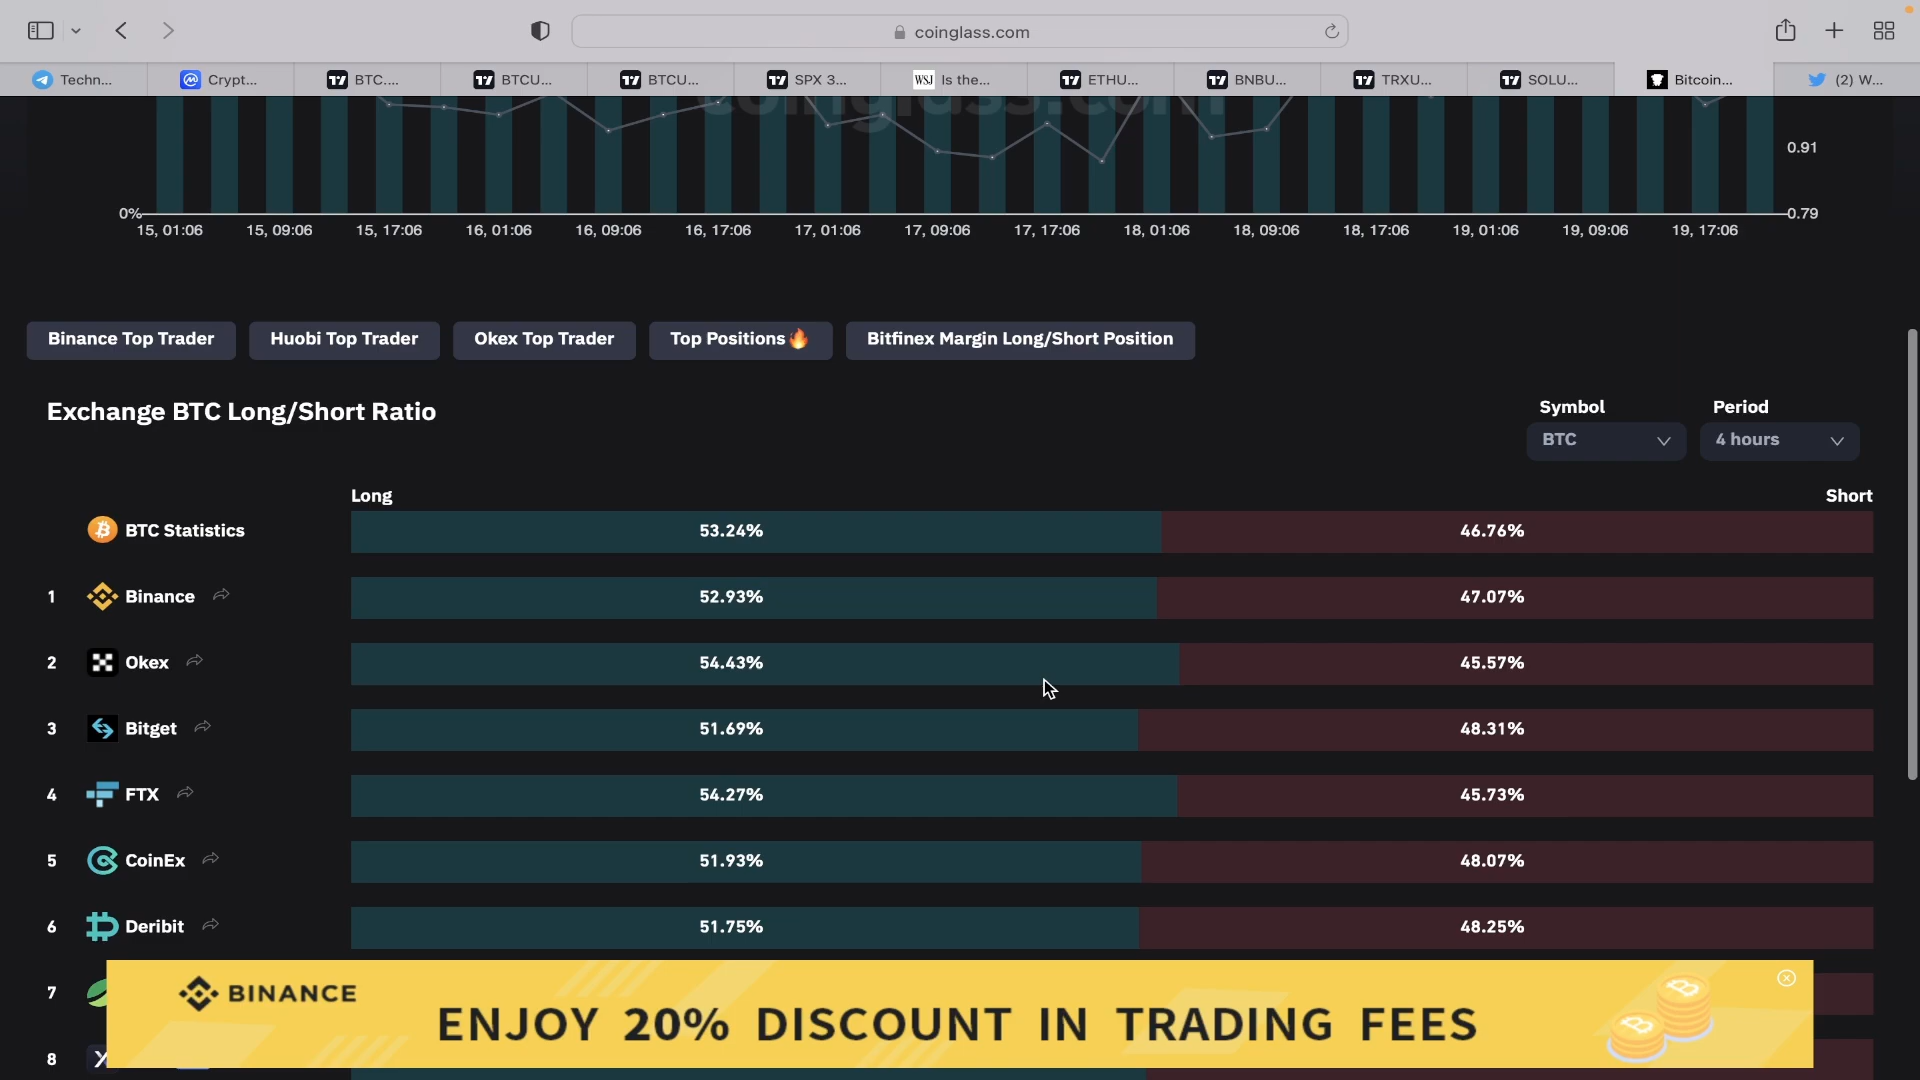 coinglass.com
Techn...
Crypt...
BTC....
BTCU...
BTCU...
SPX 3...
WSJ Is the...
ETHU...
BNBU...
TRXU...
SOLU...
Bitcoin...
(2) W...
coinglass.com
0.91
0%
0.79
15, 01:06 15, 09:06 15, 17:06 16, 01:06 16, 09:06 16, 17:06 17, 01:06 17, 09:06 17, 17:06 18, 01:06 18, 09:06 18, 17:06 19, 01:06 19, 09:06 19, 17:06
Binance Top Trader
Huobi Top Trader
Okex Top Trader
Top Positions🔥
Bitfinex Margin Long/Short Position
Exchange BTC Long/Short Ratio
Symbol Period
BTC 4 hours
Long Short
BTC Statistics 53.24% 46.76%
1 Binance 52.93% 47.07%
2 Okex 54.43% 45.57%
3 Bitget 51.69% 48.31%
4 FTX 54.27% 45.73%
5 CoinEx 51.93% 48.07%
6 Deribit 51.75% 48.25%
7
BINANCE
ENJOY 20% DISCOUNT IN TRADING FEES
8